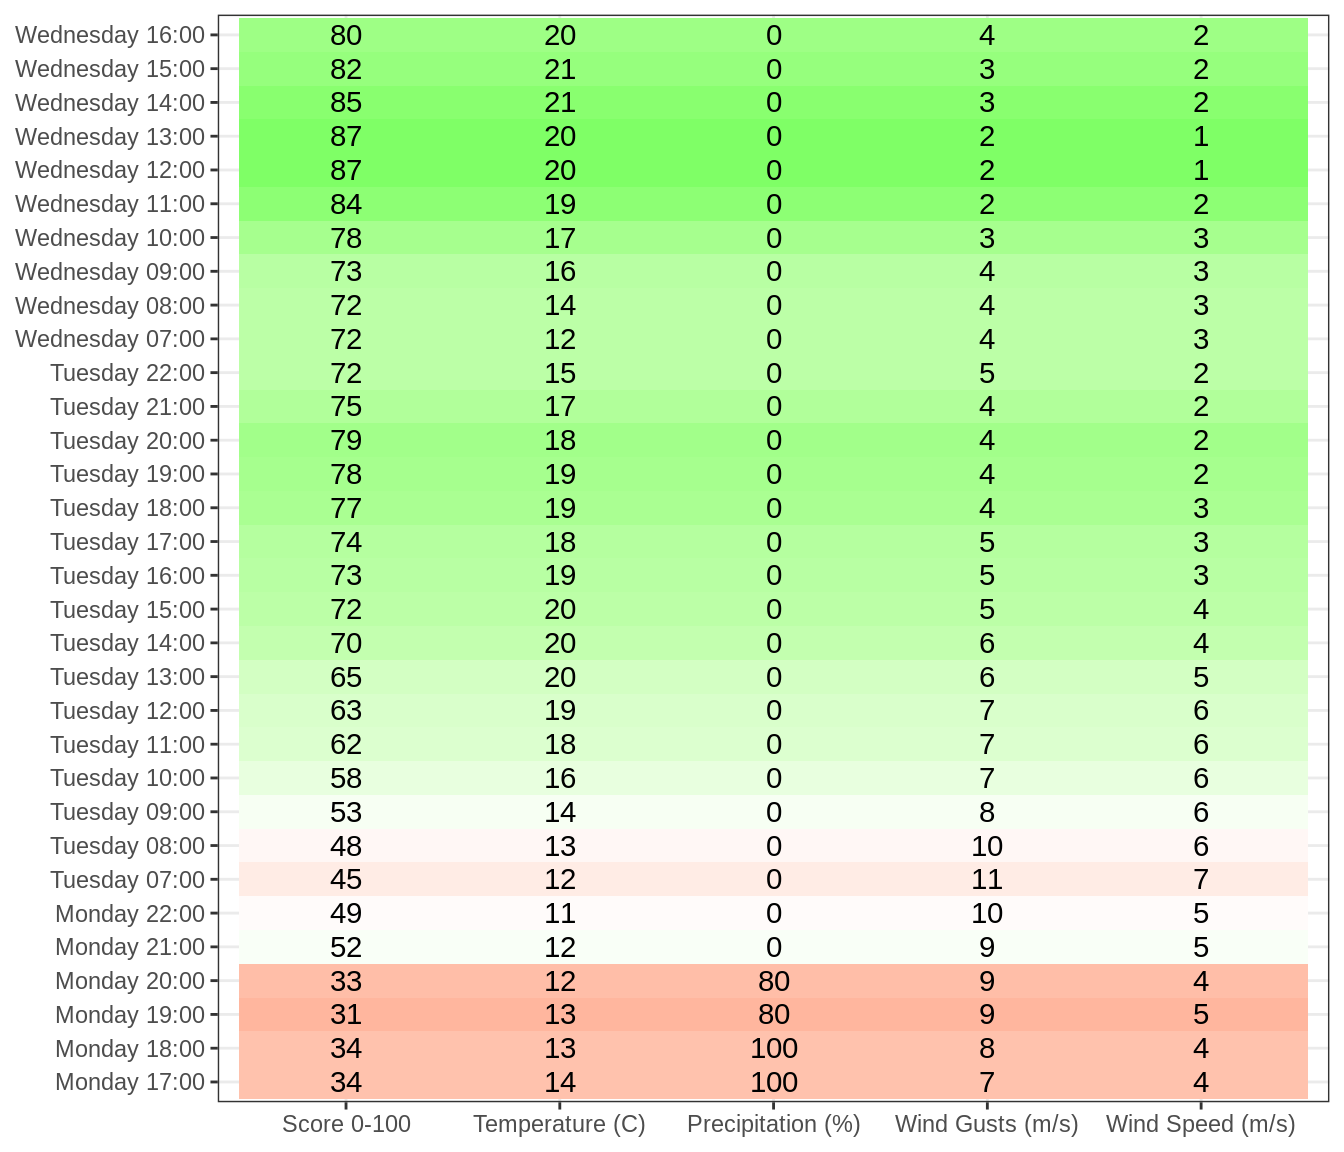 Wednesday 16:00 80 20 0 4 2
Wednesday 15:00 82 21 0 3 2
Wednesday 14:00 85 21 0 3 2
Wednesday 13:00 87 20 0 2 1
Wednesday 12:00 87 20 0 2 1
Wednesday 11:00 84 19 0 2 2
Wednesday 10:00 78 17 0 3 3
Wednesday 09:00 73 16 0 4 3
Wednesday 08:00 72 14 0 4 3
Wednesday 07:00 72 12 0 4 3
Tuesday 22:00 72 15 0 5 2
Tuesday 21:00 75 17 0 4 2
Tuesday 20:00 79 18 0 4 2
Tuesday 19:00 78 19 0 4 2
Tuesday 18:00 77 19 0 4 3
Tuesday 17:00 74 18 0 5 3
Tuesday 16:00 73 19 0 5 3
Tuesday 15:00 72 20 0 5 4
Tuesday 14:00 70 20 0 6 4
Tuesday 13:00 65 20 0 6 5
Tuesday 12:00 63 19 0 7 6
Tuesday 11:00 62 18 0 7 6
Tuesday 10:00 58 16 0 7 6
Tuesday 09:00 53 14 0 8 6
Tuesday 08:00 48 13 0 10 6
Tuesday 07:00 45 12 0 11 7
Monday 22:00 49 11 0 10 5
Monday 21:00 52 12 0 9 5
Monday 20:00 33 12 80 9 4
Monday 19:00 31 13 80 9 5
Monday 18:00 34 13 100 8 4
Monday 17:00 34 14 100 7 4
Score 0-100 Temperature (C) Precipitation (%) Wind Gusts (m/s) Wind Speed (m/s)